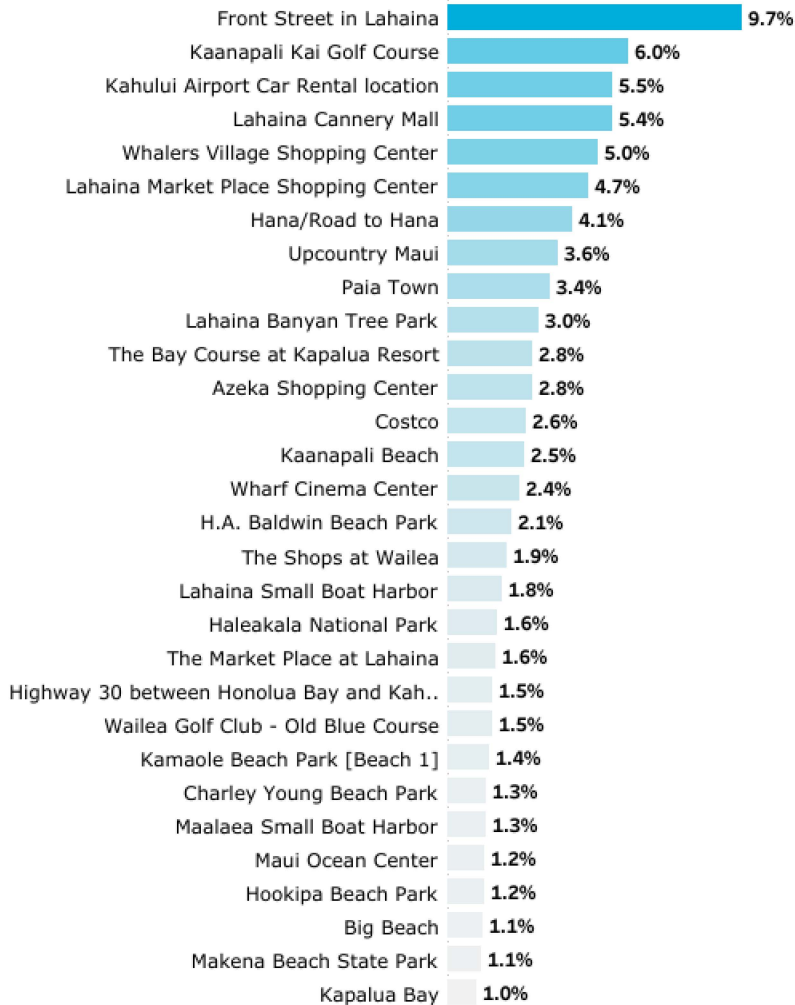 Front Street in Lahaina 9.7%
Kaanapali Kai Golf Course 6.0%
Kahului Airport Car Rental location 5.5%
Lahaina Cannery Mall 5.4%
Whalers Village Shopping Center 5.0%
Lahaina Market Place Shopping Center 4.7%
Hana/Road to Hana 4.1%
Upcountry Maui 3.6%
Paia Town 3.4%
Lahaina Banyan Tree Park 3.0%
The Bay Course at Kapalua Resort 2.8%
Azeka Shopping Center 2.8%
Costco 2.6%
Kaanapali Beach 2.5%
Wharf Cinema Center 2.4%
H.A. Baldwin Beach Park 2.1%
The Shops at Wailea 1.9%
Lahaina Small Boat Harbor 1.8%
Haleakala National Park 1.6%
The Market Place at Lahaina 1.6%
Highway 30 between Honolua Bay and Kah.. 1.5%
Wailea Golf Club - Old Blue Course 1.5%
Kamaole Beach Park [Beach 1] 1.4%
Charley Young Beach Park 1.3%
Maalaea Small Boat Harbor 1.3%
Maui Ocean Center 1.2%
Hookipa Beach Park 1.2%
Big Beach 1.1%
Makena Beach State Park 1.1%
Kapalua Bay 1.0%